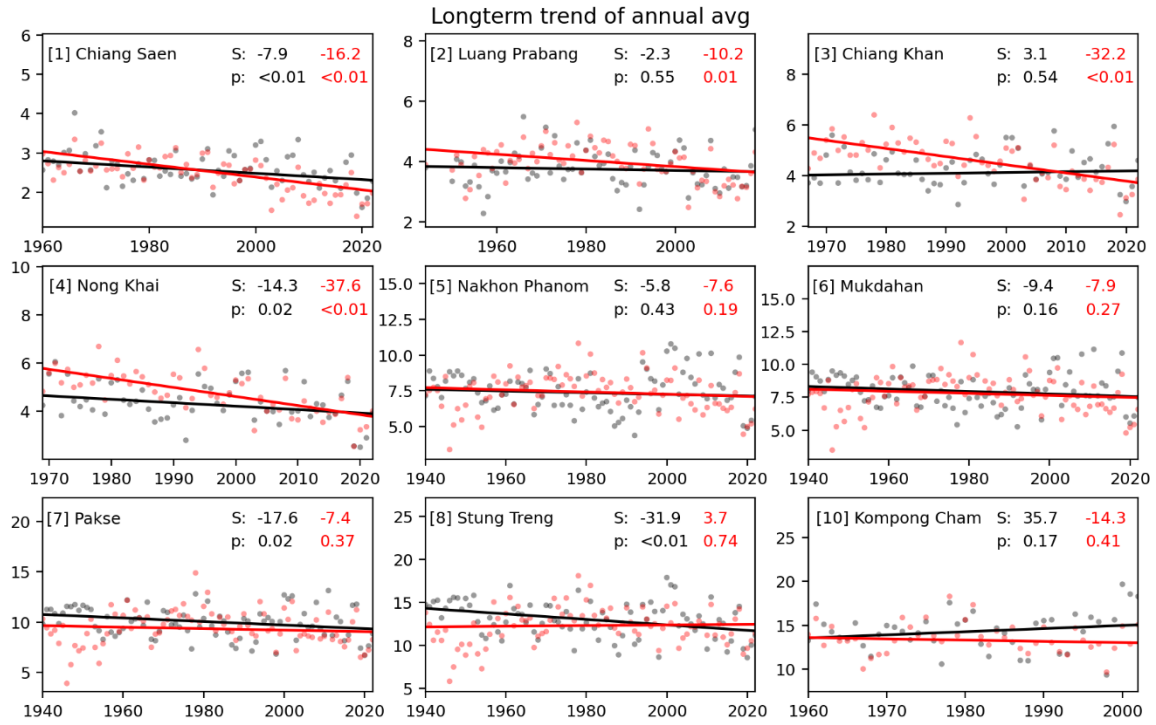 Longterm trend of annual avg
[1] Chiang Saen S: -7.9 -16.2
p: <0.01 <0.01
6
5
4
3
2
1960 1980 2000 2020
[2] Luang Prabang S: -2.3 -10.2
p: 0.55 0.01
8
6
4
2
1960 1980 2000
[3] Chiang Khan S: 3.1 -32.2
p: 0.54 <0.01
8
6
4
2
1970 1980 1990 2000 2010 2020
[4] Nong Khai S: -14.3 -37.6
p: 0.02 <0.01
10
8
6
4
1970 1980 1990 2000 2010 2020
[5] Nakhon Phanom S: -5.8 -7.6
p: 0.43 0.19
15.0
12.5
10.0
7.5
5.0
1940 1960 1980 2000 2020
[6] Mukdahan S: -9.4 -7.9
p: 0.16 0.27
15.0
12.5
10.0
7.5
5.0
1940 1960 1980 2000 2020
[7] Pakse S: -17.6 -7.4
p: 0.02 0.37
20
15
10
5
1940 1960 1980 2000 2020
[8] Stung Treng S: -31.9 3.7
p: <0.01 0.74
25
20
15
10
5
1940 1960 1980 2000 2020
[10] Kompong Cham S: 35.7 -14.3
p: 0.17 0.41
25
20
15
10
1960 1970 1980 1990 2000